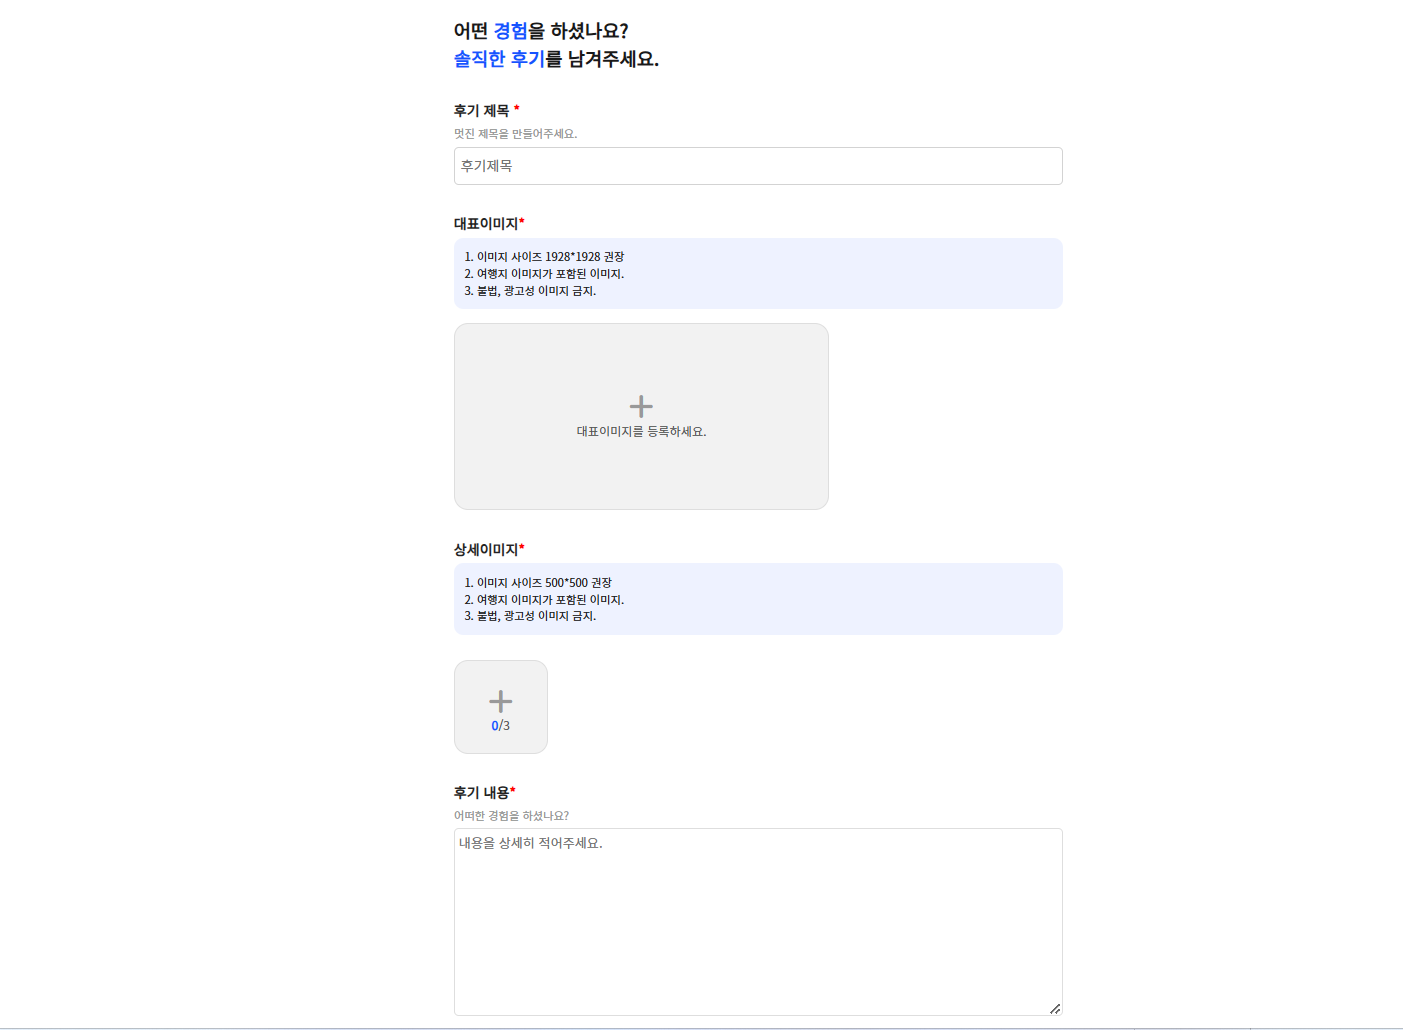 어떤 경험을 하셨나요?
솔직한 후기를 남겨주세요.
후기 제목 *
멋진 제목을 만들어주세요.
후기제목
대표이미지*
1. 이미지 사이즈 1928*1928 권장
2. 여행지 이미지가 포함된 이미지.
3. 불법, 광고성 이미지 금지.
대표이미지를 등록하세요.
상세이미지*
1. 이미지 사이즈 500*500 권장
2. 여행지 이미지가 포함된 이미지.
3. 불법, 광고성 이미지 금지.
0/3
후기 내용*
어떠한 경험을 하셨나요?
내용을 상세히 적어주세요.